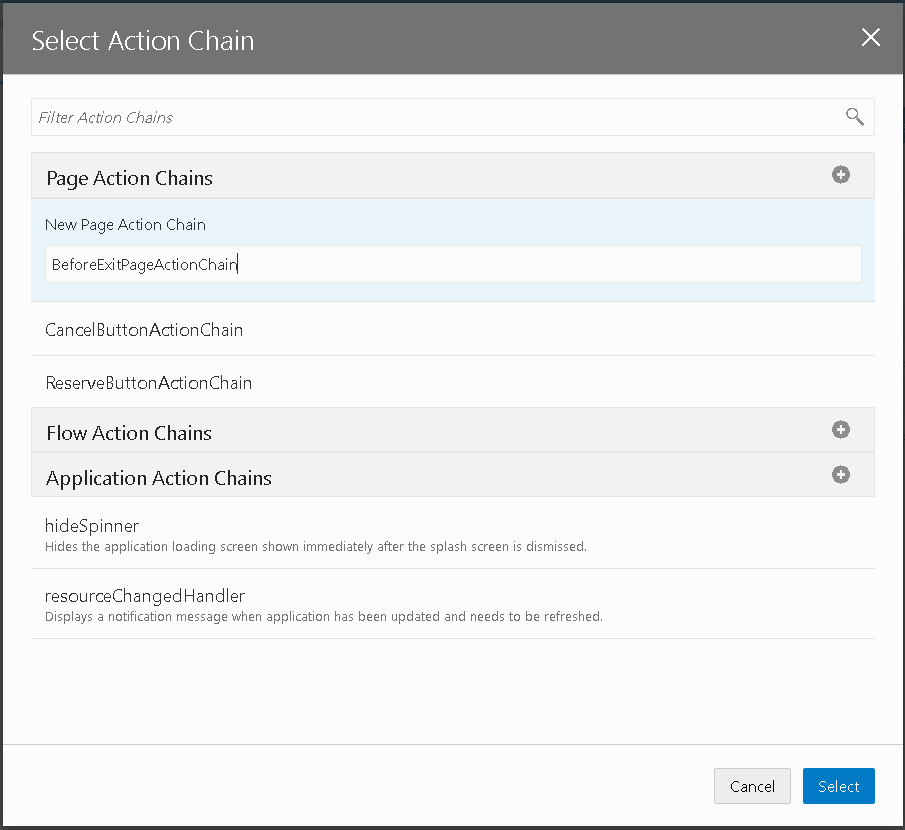 Select Action Chain
Filter Action Chains
Page Action Chains
New Page Action Chain
BeforeExitPageActionChain
CancelButtonActionChain
ReserveButtonActionChain
Flow Action Chains
Application Action Chains
hideSpinner
Hides the application loading screen shown immediately after the splash screen is dismissed.
resourceChangedHandler
Displays a notification message when application has been updated and needs to be refreshed.
Cancel Select